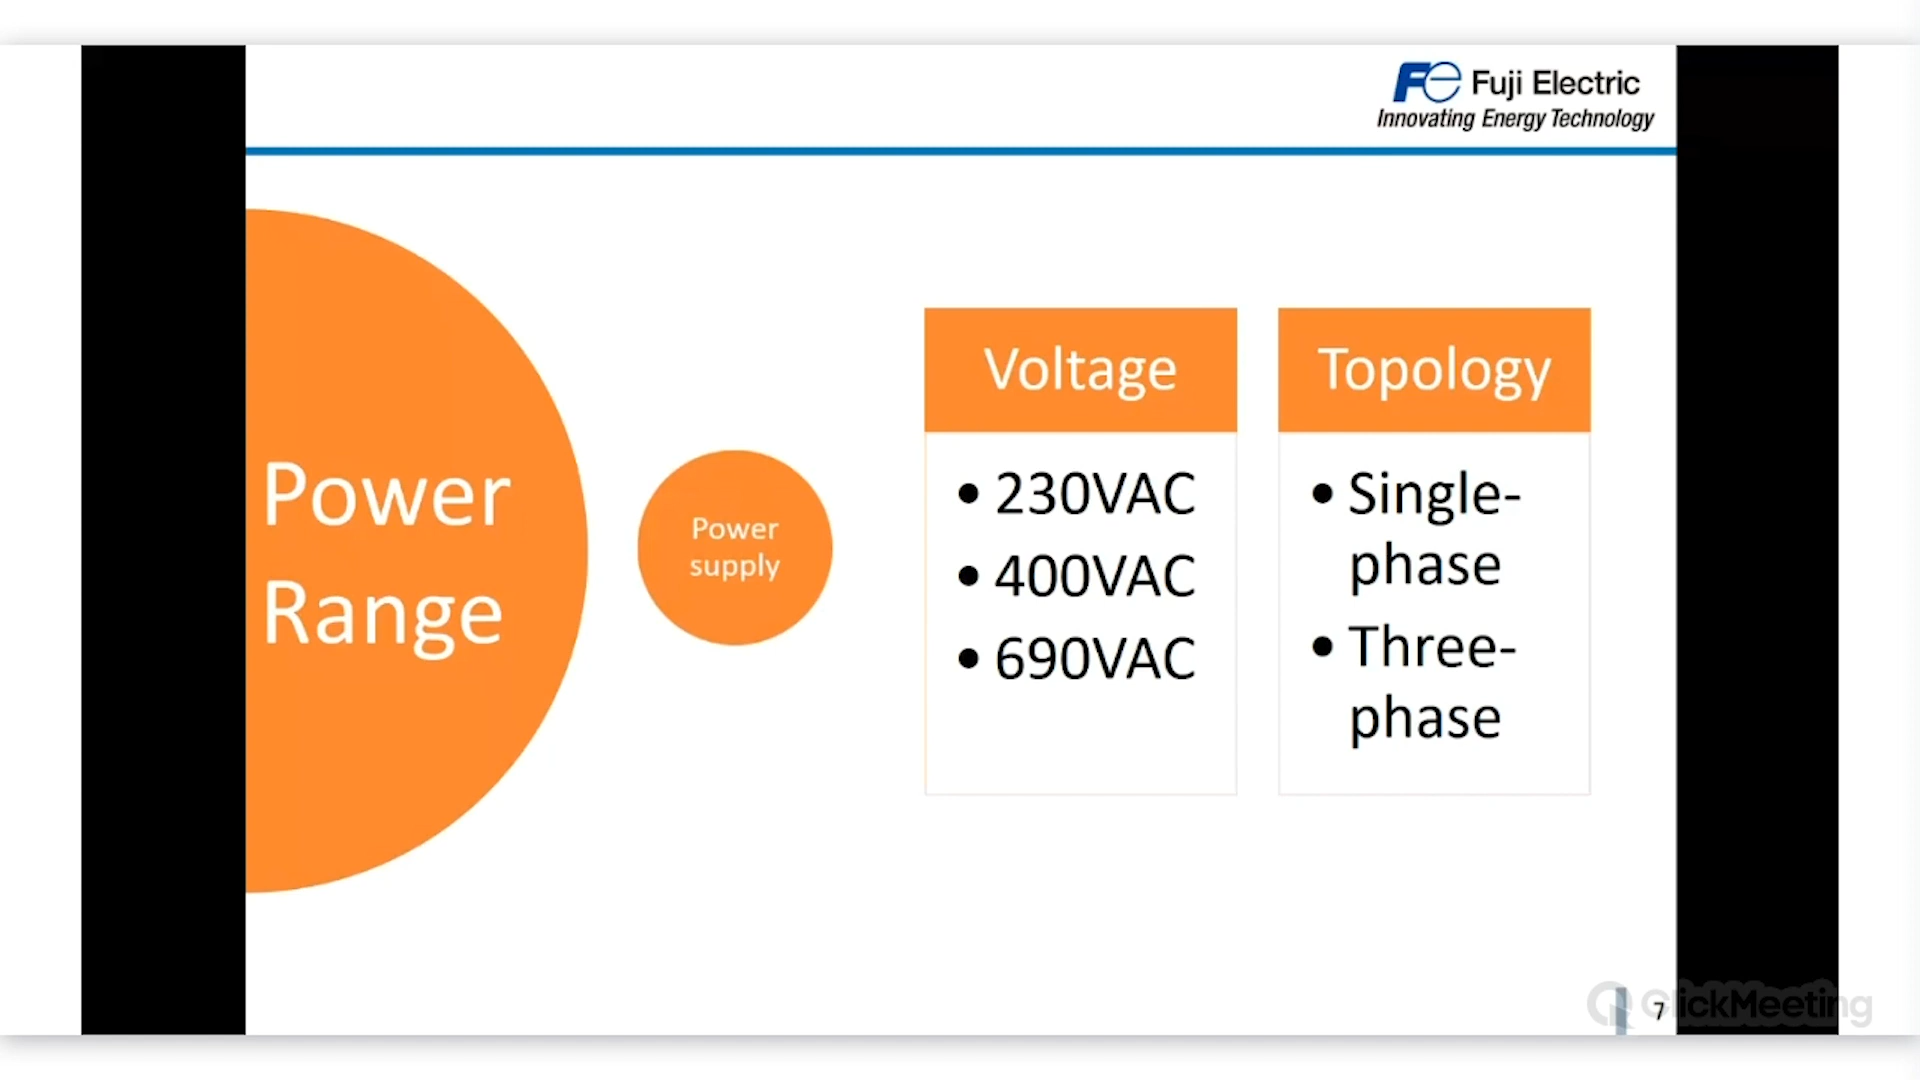 Fe Fuji Electric
Innovating Energy Technology
Power
Range
Power
supply
Voltage
• 230VAC
• 400VAC
• 690VAC
Topology
• Single-
phase
• Three-
phase
7
ClickMeeting